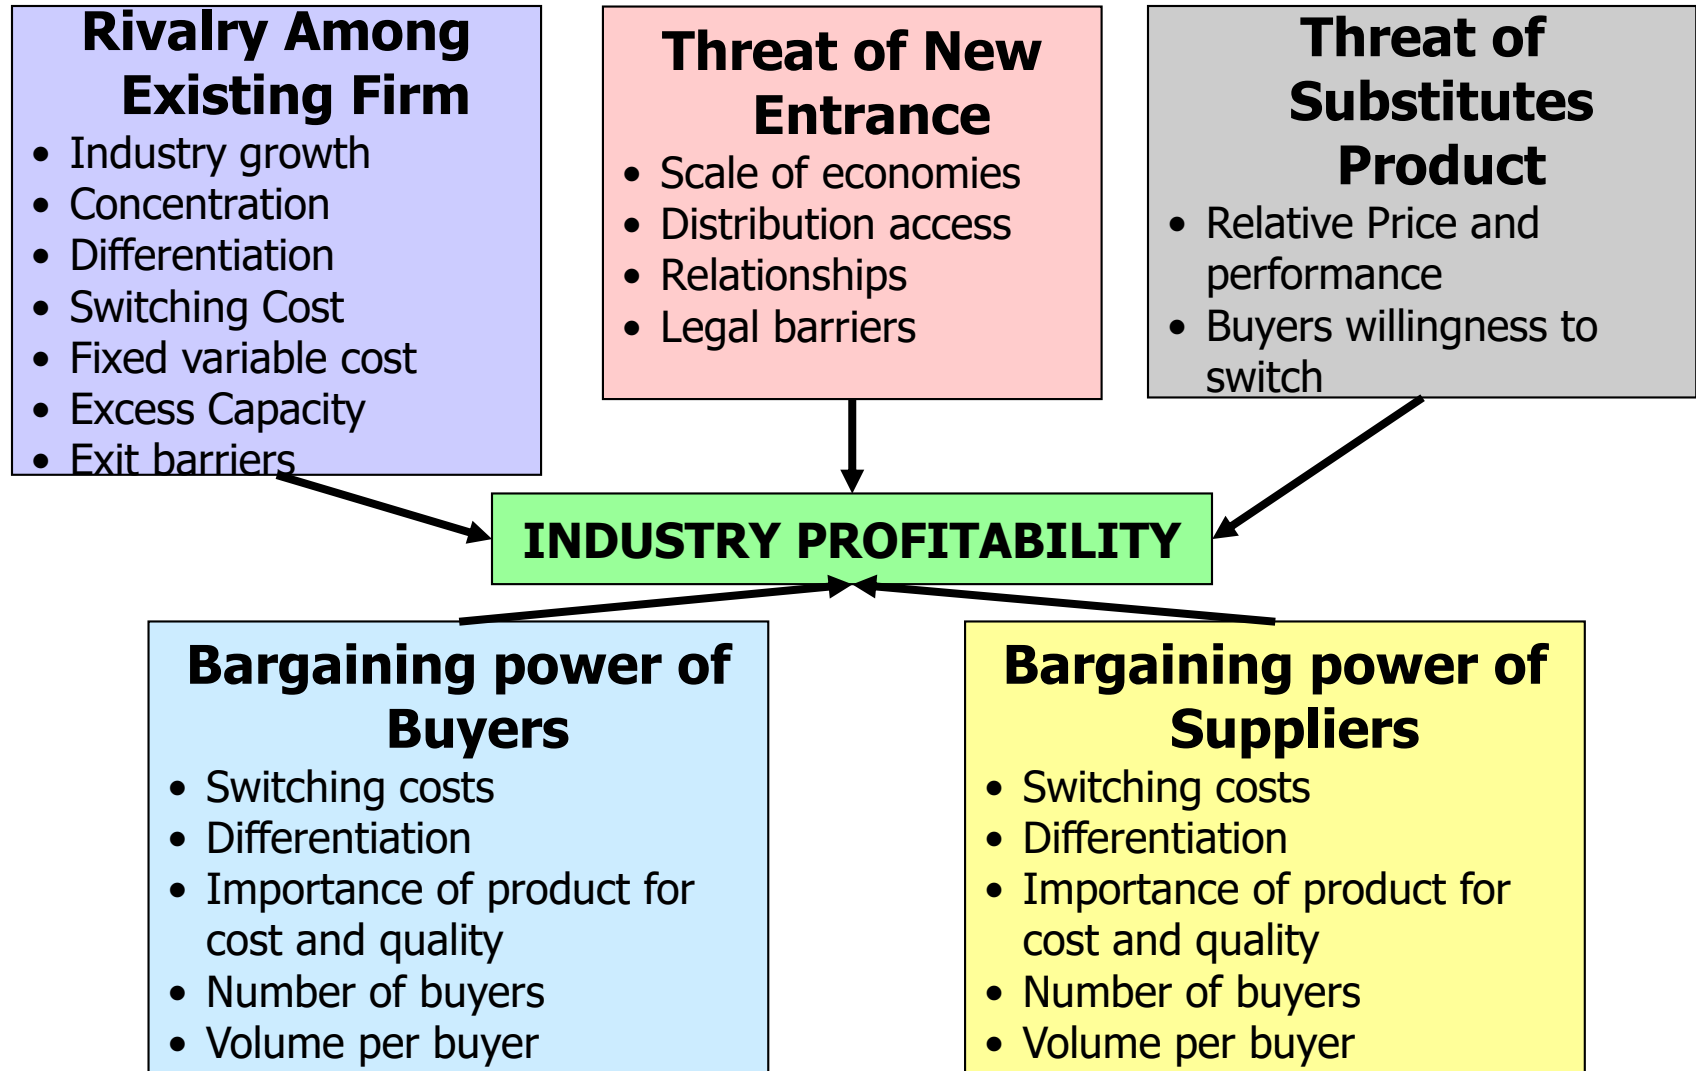 Rivalry Among
Existing Firm
• Industry growth
• Concentration
• Differentiation
• Switching Cost
• Fixed variable cost
• Excess Capacity
• Exit barriers
Threat of New
Entrance
• Scale of economies
• Distribution access
• Relationships
• Legal barriers
Threat of
Substitutes
Product
• Relative Price and
performance
• Buyers willingness to
switch
INDUSTRY PROFITABILITY
Bargaining power of
Buyers
• Switching costs
• Differentiation
• Importance of product for
cost and quality
• Number of buyers
• Volume per buyer
Bargaining power of
Suppliers
• Switching costs
• Differentiation
• Importance of product for
cost and quality
• Number of buyers
• Volume per buyer